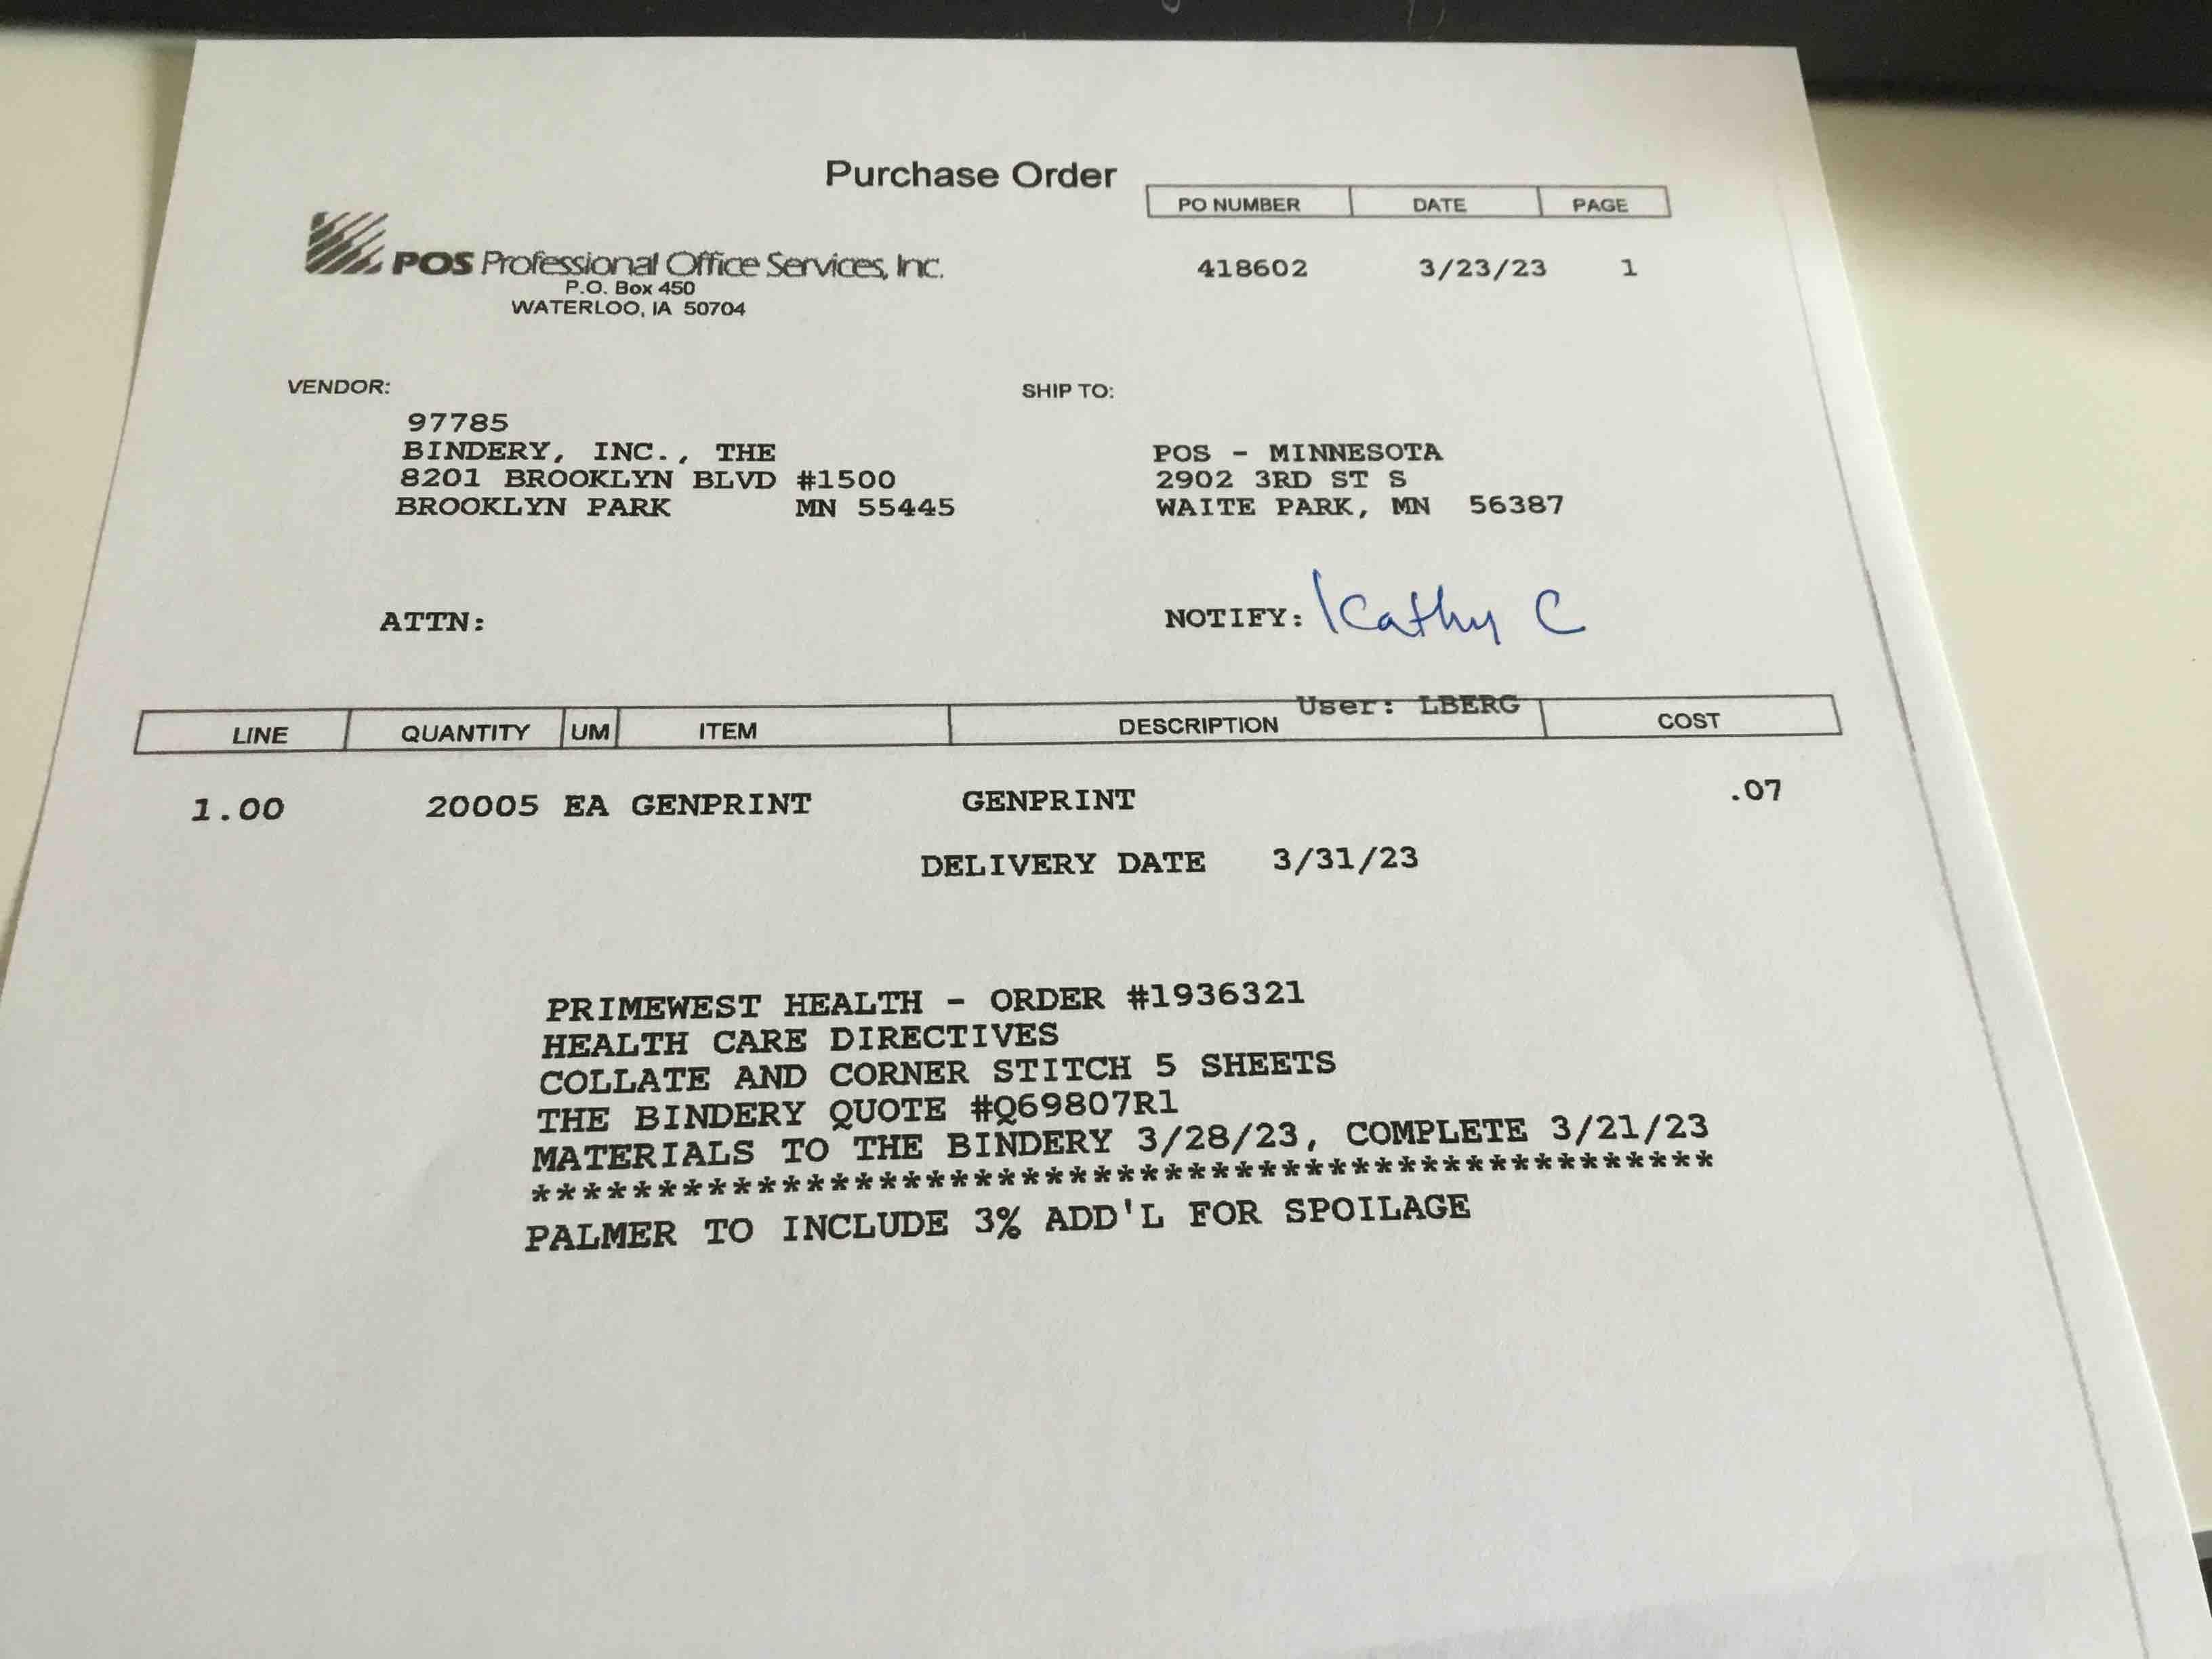 Purchase Order
PO NUMBER DATE PAGE
418602 3/23/23 1
POS Professional Office Services, Inc.
P.O. Box 450
WATERLOO, IA 50704
VENDOR:
97785
BINDERY, INC., THE
8201 BROOKLYN BLVD #1500
BROOKLYN PARK MN 55445
SHIP TO:
POS - MINNESOTA
2902 3RD ST S
WAITE PARK, MN 56387
ATTN:
NOTIFY: Kathy C
User: LBERG
LINE QUANTITY UM ITEM DESCRIPTION COST
1.00 20005 EA GENPRINT GENPRINT .07
DELIVERY DATE 3/31/23
PRIMEWEST HEALTH - ORDER #1936321
HEALTH CARE DIRECTIVES
COLLATE AND CORNER STITCH 5 SHEETS
THE BINDERY QUOTE #Q69807R1
MATERIALS TO THE BINDERY 3/28/23, COMPLETE 3/21/23
**************************************************
PALMER TO INCLUDE 3% ADD'L FOR SPOILAGE